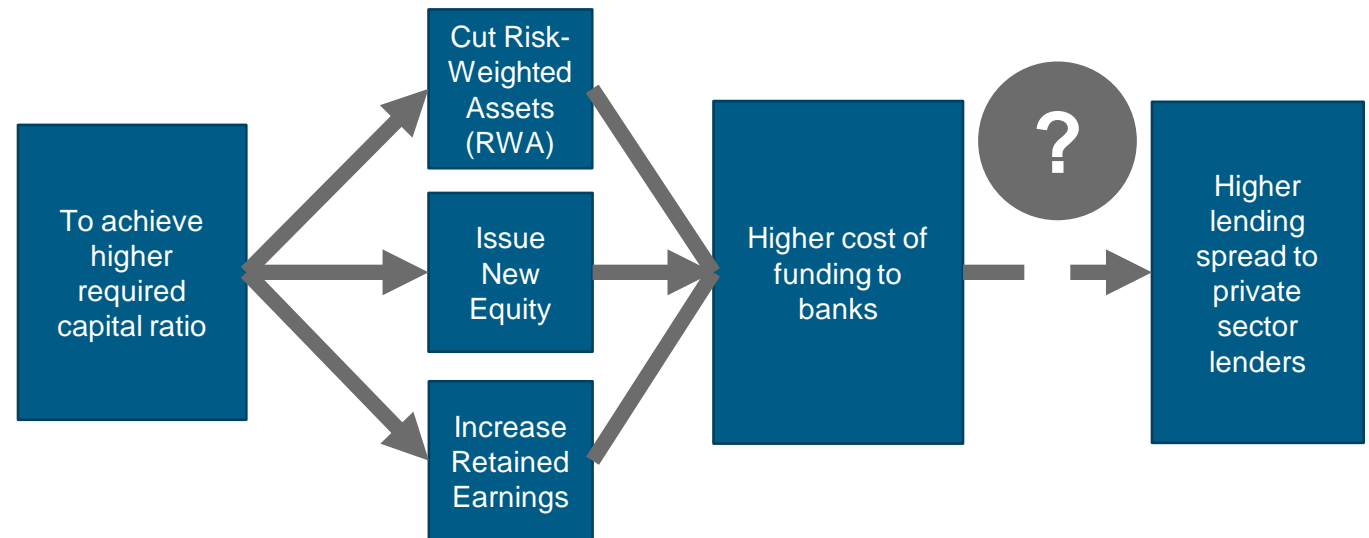 To achieve
higher
required
capital ratio
Cut Risk-
Weighted
Assets
(RWA)
Issue
New
Equity
Increase
Retained
Earnings
Higher cost of
funding to
banks
?
Higher
lending
spread to
private
sector
lenders